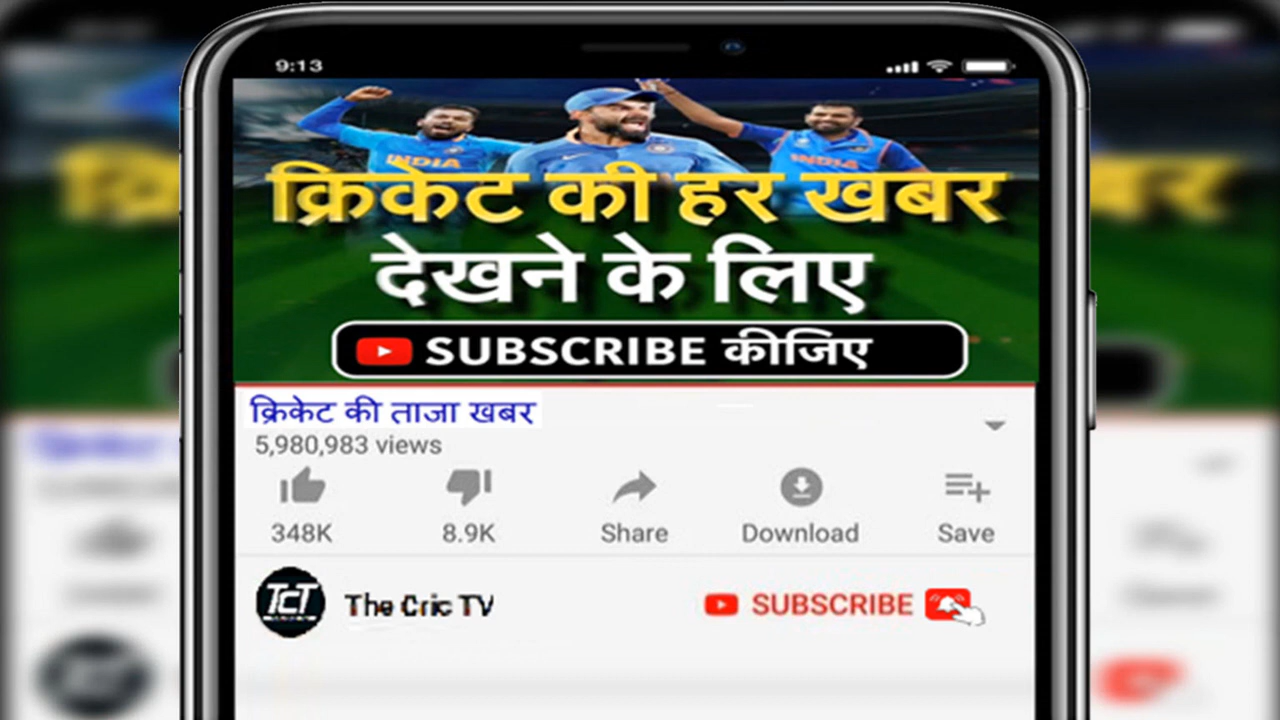 9:13
INDIA
INDIA
क्रिकेट की हर खबर
देखने के लिए
SUBSCRIBE कीजिए
क्रिकेट की ताजा खबर
5,980,983 views
348K
8.9K
Share
Download
Save
TCT
The Cric TV
SUBSCRIBE